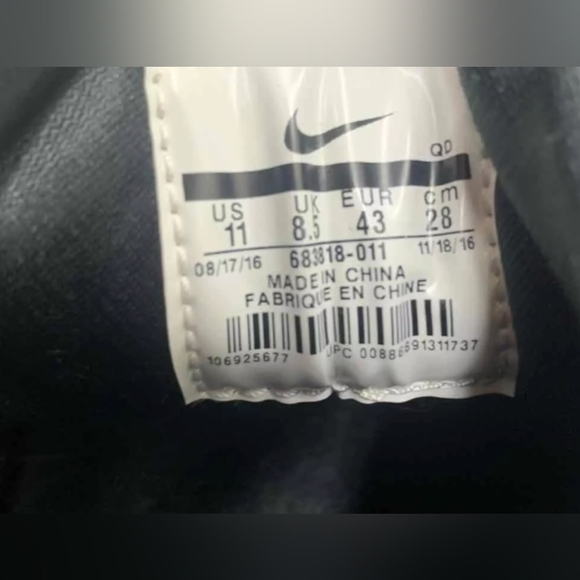 QD
US UK EUR cm
11 8.5 43 28
08/17/16 683818-011 11/18/16
MADE IN CHINA
FABRIQUE EN CHINE
106925677 UPC 00886691311737